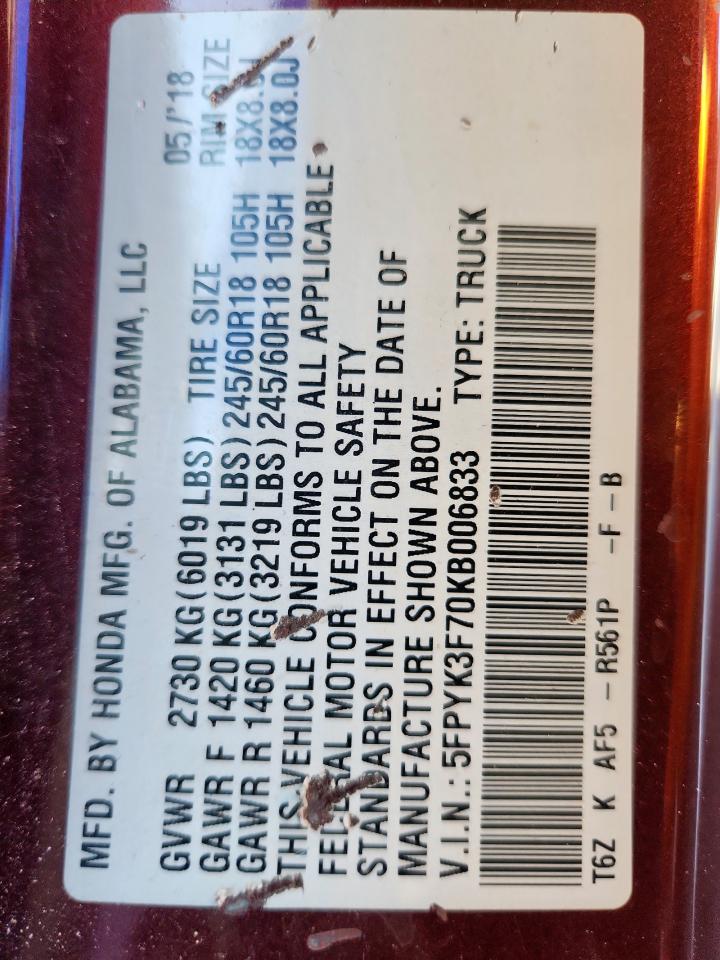 MFD. BY HONDA MFG. OF ALABAMA, LLC 05/'18
GVWR 2730 KG(6019 LBS) TIRE SIZE RIM SIZE
GAWR F 1420 KG(3131 LBS)245/60R18 105H 18X8.0J
GAWR R 1460 KG(3219 LBS)245/60R18 105H 18X8.0J
THIS VEHICLE CONFORMS TO ALL APPLICABLE
FEDERAL MOTOR VEHICLE SAFETY
STANDARDS IN EFFECT ON THE DATE OF
MANUFACTURE SHOWN ABOVE.
V.I.N.: 5FPYK3F70KB006833 TYPE: TRUCK
T6Z K AF5 - R561P -F-B